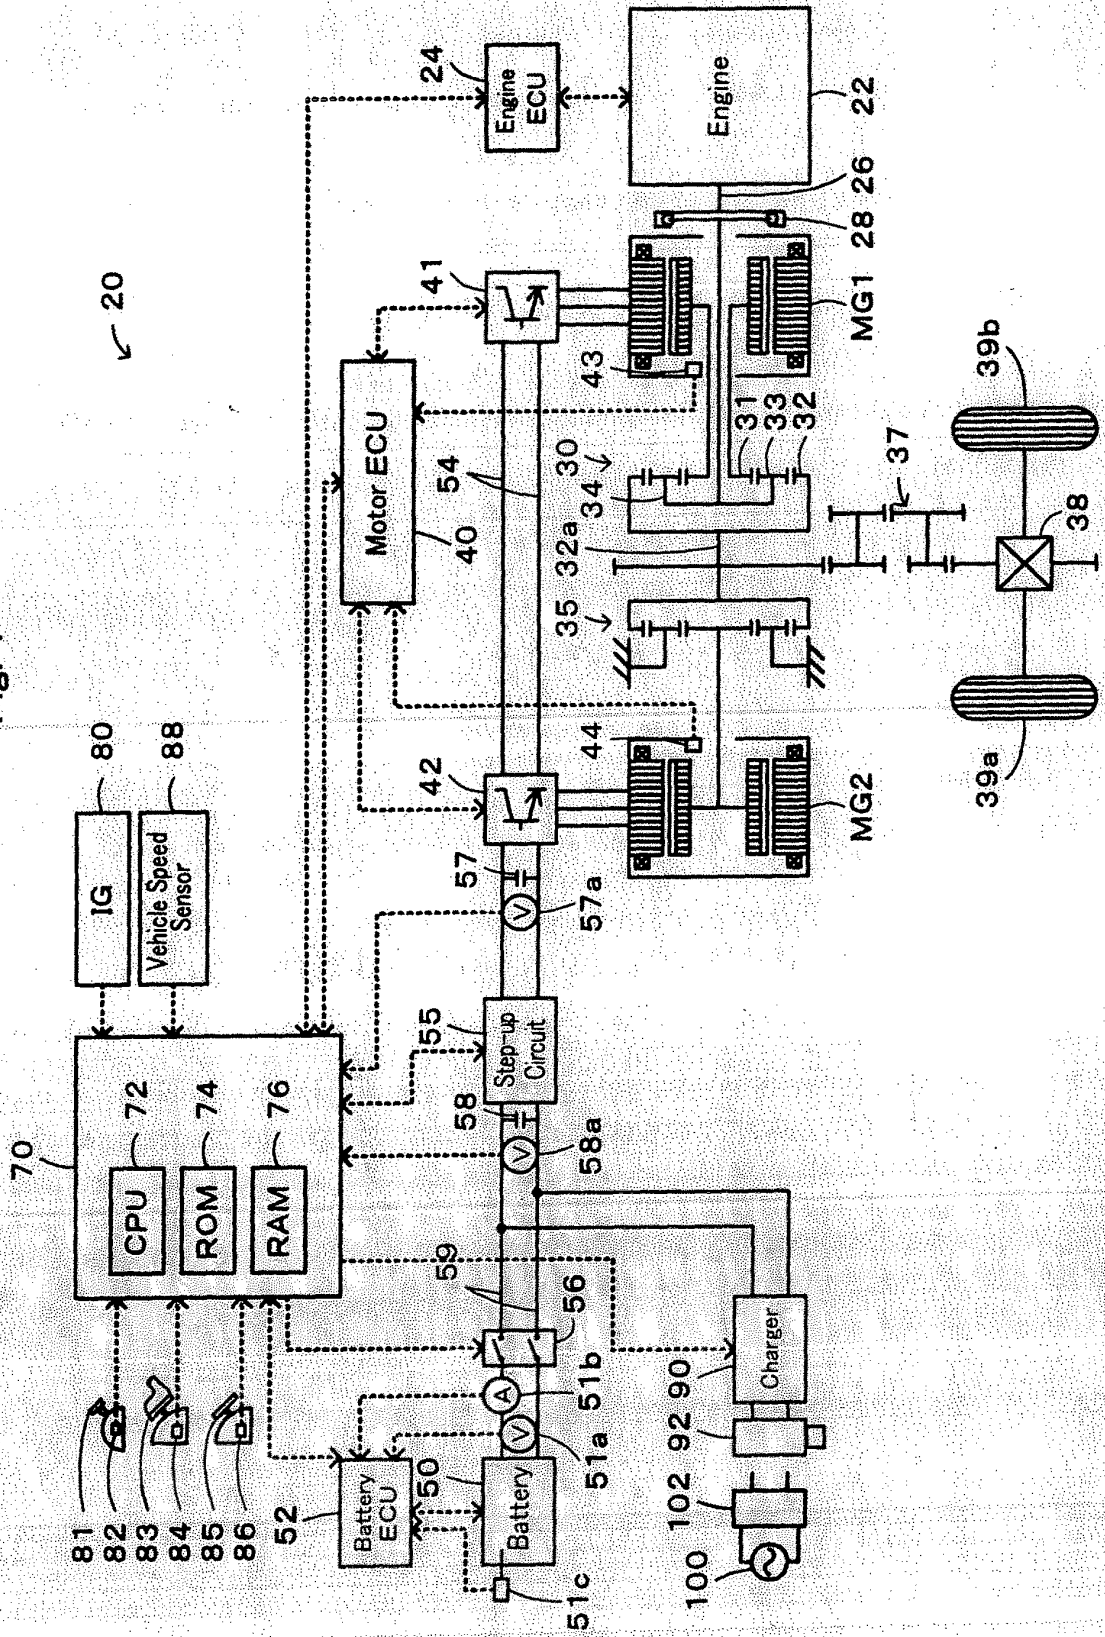 20
70
CPU
72
ROM
74
RAM
76
IG
80
Vehicle Speed
Sensor
88
81
82
83
84
85
86
52
Battery
ECU
50
Battery
51c
51a
51b
V
A
56
59
58
58a
V
Step-up
Circuit
55
57
57a
V
42
54
Motor ECU
40
41
Engine
ECU
24
Engine
22
26
28
MG1
43
30
31
33
32
34
32a
35
44
MG2
37
38
39a
39b
Charger
90
92
102
100